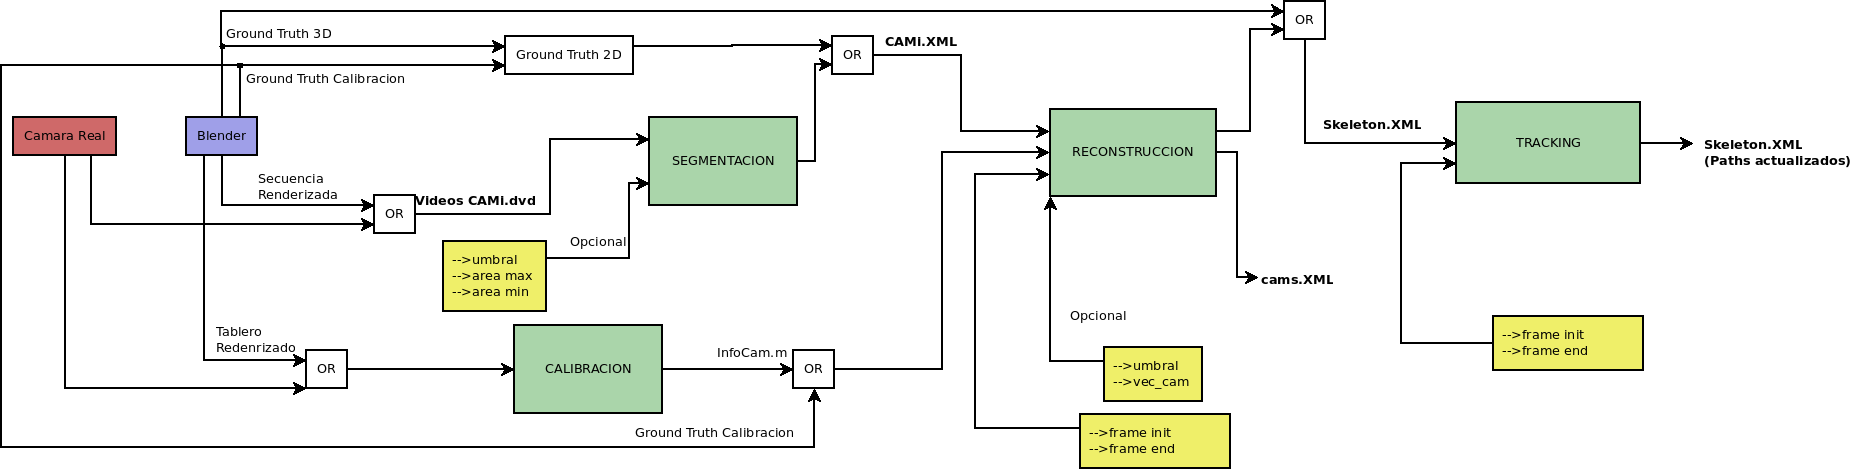 OR
Ground Truth 3D
Ground Truth 2D
OR
CAMi.XML
Ground Truth Calibracion
Camara Real
Blender
SEGMENTACION
RECONSTRUCCION
Skeleton.XML
TRACKING
Skeleton.XML
(Paths actualizados)
Secuencia
Renderizada
OR
Videos CAMi.dvd
Opcional
-->umbral
-->area max
-->area min
cams.XML
Opcional
Tablero
Redenrizado
OR
CALIBRACION
InfoCam.m
OR
-->umbral
-->vec_cam
-->frame init
-->frame end
Ground Truth Calibracion
-->frame init
-->frame end